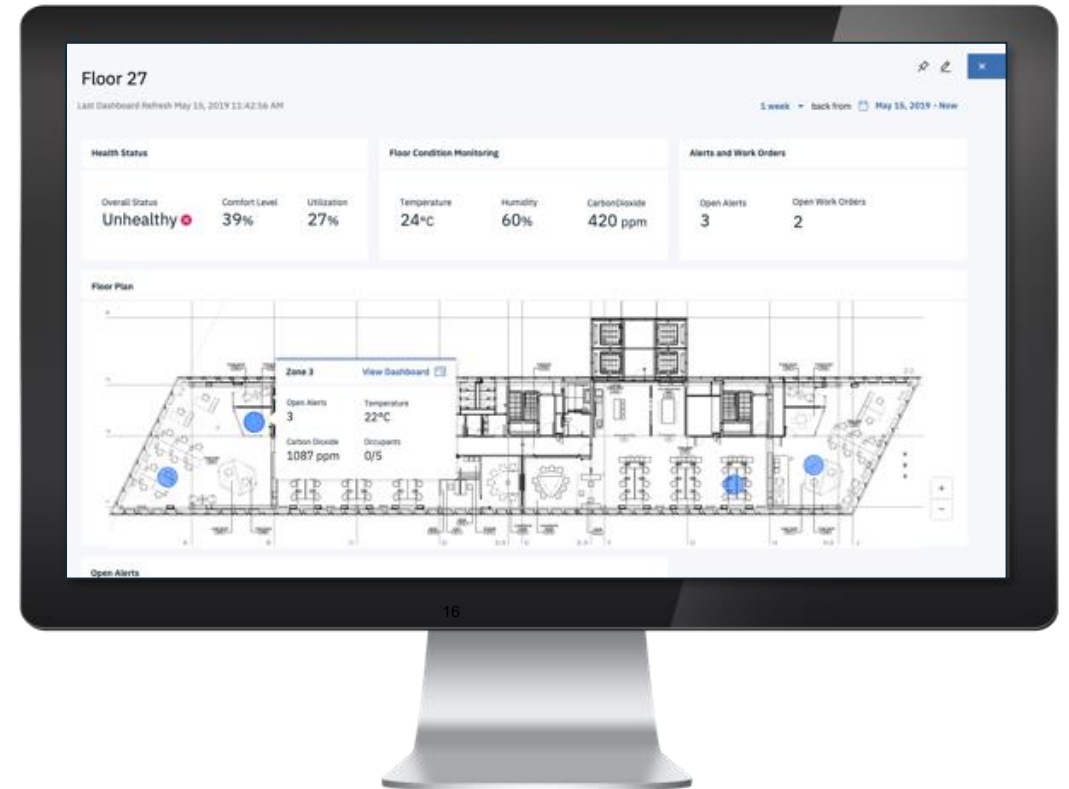 Floor 27
Last Dashboard Refresh May 15, 2019 11:42:56 AM
1 week back from May 15, 2019 - Now
Health Status
Overall Status Comfort Level Utilization
Unhealthy 39% 27%
Floor Condition Monitoring
Temperature Humidity CarbonDioxide
24°C 60% 420 ppm
Alerts and Work Orders
Open Alerts Open Work Orders
3 2
Floor Plan
Zone 3 View Dashboard
Open Alerts Temperature
3 22°C
Carbon Dioxide Occupants
1087 ppm 0/5
+
-
Open Alerts
16